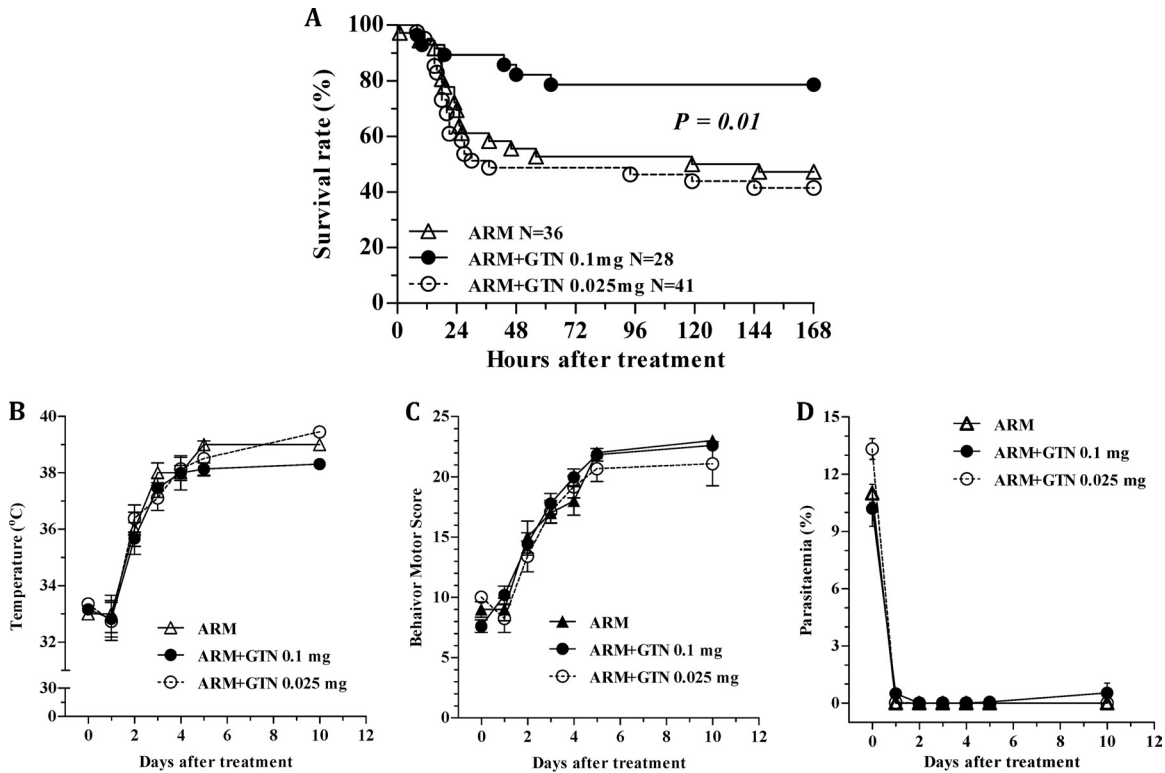 A
Survival rate (%)
100
80
60
40
20
0
P = 0.01
ARM N=36
ARM+GTN 0.1mg N=28
ARM+GTN 0.025mg N=41
0 24 48 72 96 120 144 168
Hours after treatment
B
Temperature (°C)
40
38
36
33
32
30
0
ARM
ARM+GTN 0.1 mg
ARM+GTN 0.025 mg
0 2 4 6 8 10 12
Days after treatment
C
Behaivor Motor Score
25
20
15
10
5
0
ARM
ARM+GTN 0.1 mg
ARM+GTN 0.025 mg
0 2 4 6 8 10 12
Days after treatment
D
Parasitaemia (%)
15
12
9
6
3
0
ARM
ARM+GTN 0.1 mg
ARM+GTN 0.025 mg
0 2 4 6 8 10 12
Days after treatment